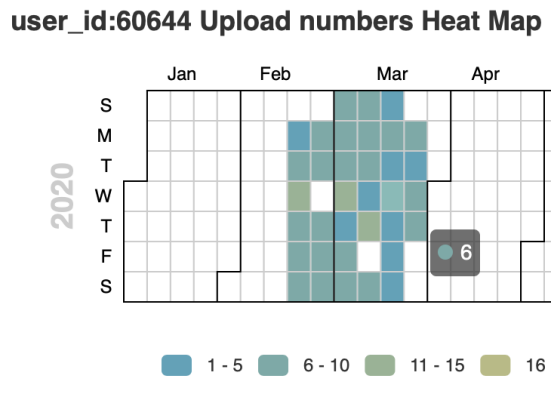 user_id:60644 Upload numbers Heat Map
Jan Feb Mar Apr
2020
S
M
T
W
T
F
S
6
1 - 5 6 - 10 11 - 15 16